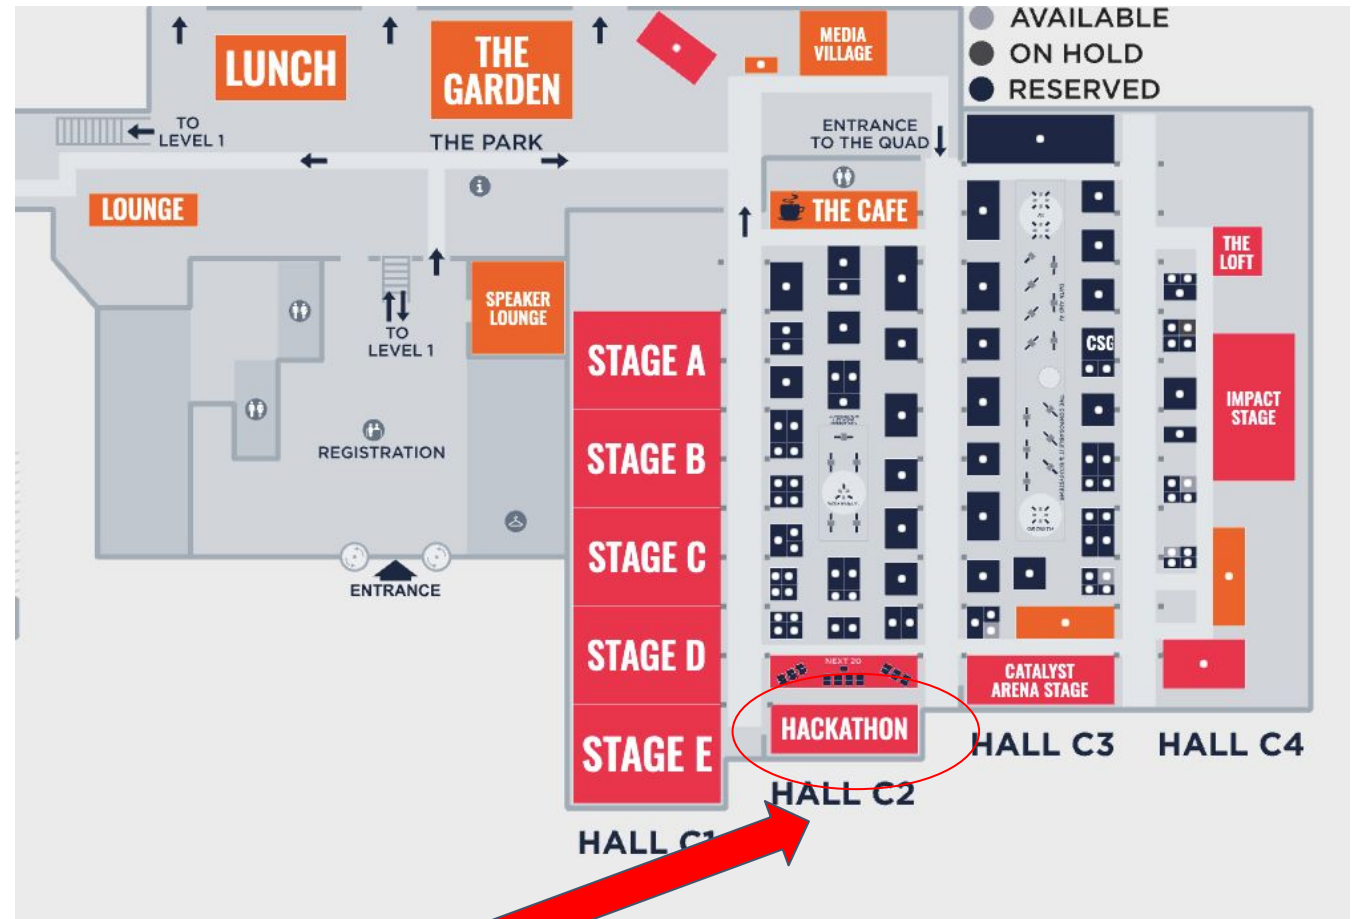 AVAILABLE
ON HOLD
RESERVED
LUNCH
THE
GARDEN
MEDIA
VILLAGE
TO
LEVEL 1
THE PARK
ENTRANCE
TO THE QUAD
LOUNGE
THE CAFE
THE
LOFT
SPEAKER
LOUNGE
TO
LEVEL 1
STAGE A
CSG
IMPACT
STAGE
REGISTRATION
STAGE B
STAGE C
ENTRANCE
STAGE D
NEXT 20
CATALYST
ARENA STAGE
HACKATHON
STAGE E
HALL C3
HALL C4
HALL C2
HALL C1